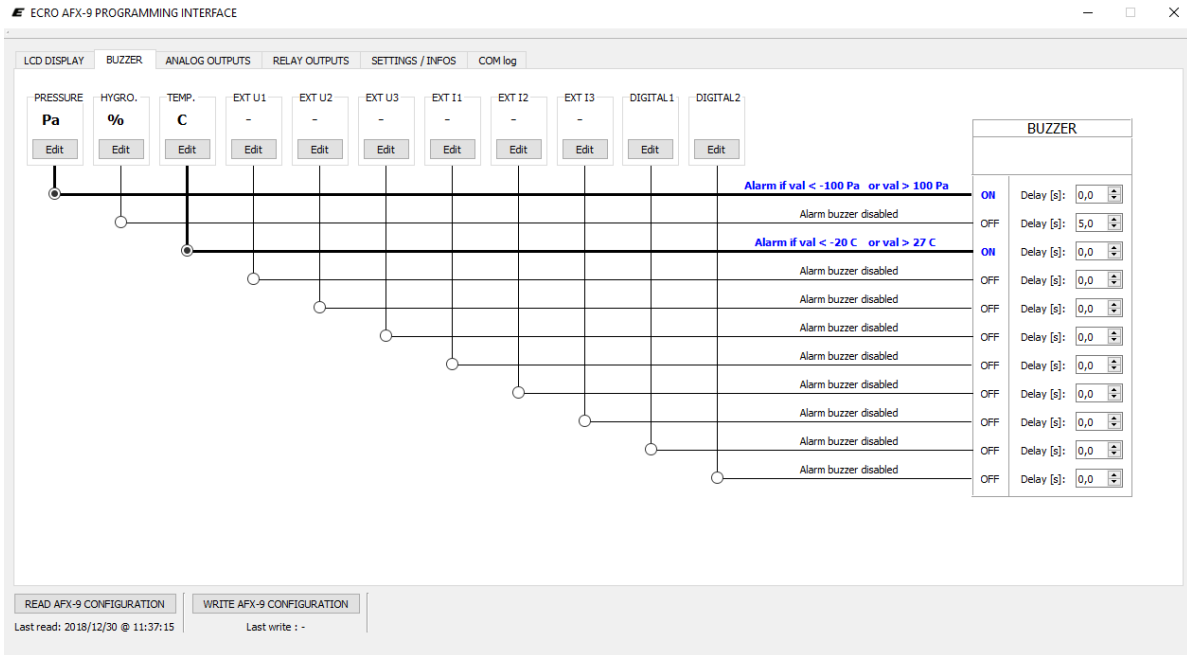 ECRO AFX-9 PROGRAMMING INTERFACE
LCD DISPLAY BUZZER ANALOG OUTPUTS RELAY OUTPUTS SETTINGS / INFOS COM log
PRESSURE HYGRO. TEMP. EXT U1 EXT U2 EXT U3 EXT I1 EXT I2 EXT I3 DIGITAL1 DIGITAL2
Pa % C - - - - - -
Edit Edit Edit Edit Edit Edit Edit Edit Edit Edit Edit
BUZZER
Alarm if val < -100 Pa or val > 100 Pa ON Delay [s]: 0,0
Alarm buzzer disabled OFF Delay [s]: 5,0
Alarm if val < -20 C or val > 27 C ON Delay [s]: 0,0
Alarm buzzer disabled OFF Delay [s]: 0,0
Alarm buzzer disabled OFF Delay [s]: 0,0
Alarm buzzer disabled OFF Delay [s]: 0,0
Alarm buzzer disabled OFF Delay [s]: 0,0
Alarm buzzer disabled OFF Delay [s]: 0,0
Alarm buzzer disabled OFF Delay [s]: 0,0
Alarm buzzer disabled OFF Delay [s]: 0,0
Alarm buzzer disabled OFF Delay [s]: 0,0
READ AFX-9 CONFIGURATION WRITE AFX-9 CONFIGURATION
Last read: 2018/12/30 @ 11:37:15 Last write : -